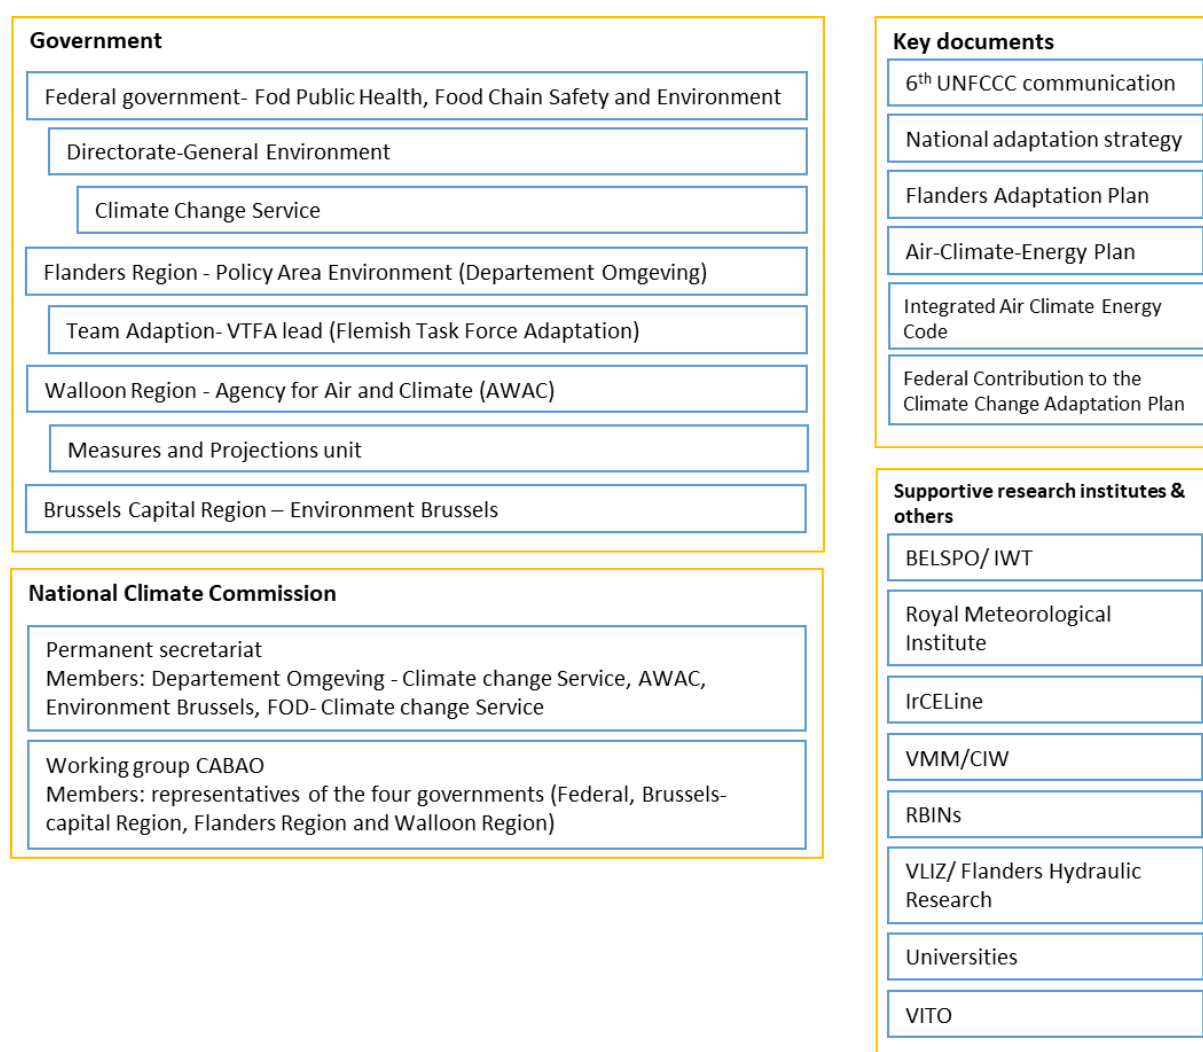 Government
Federal government- Fod Public Health, Food Chain Safety and Environment
Directorate-General Environment
Climate Change Service
Flanders Region - Policy Area Environment (Departement Omgeving)
Team Adaption- VTFA lead (Flemish Task Force Adaptation)
Walloon Region - Agency for Air and Climate (AWAC)
Measures and Projections unit
Brussels Capital Region – Environment Brussels
National Climate Commission
Permanent secretariat
Members: Departement Omgeving - Climate change Service, AWAC,
Environment Brussels, FOD- Climate change Service
Working group CABAO
Members: representatives of the four governments (Federal, Brussels-
capital Region, Flanders Region and Walloon Region)
Key documents
6th UNFCCC communication
National adaptation strategy
Flanders Adaptation Plan
Air-Climate-Energy Plan
Integrated Air Climate Energy
Code
Federal Contribution to the
Climate Change Adaptation Plan
Supportive research institutes &
others
BELSPO/ IWT
Royal Meteorological
Institute
IrCELine
VMM/CIW
RBINs
VLIZ/ Flanders Hydraulic
Research
Universities
VITO